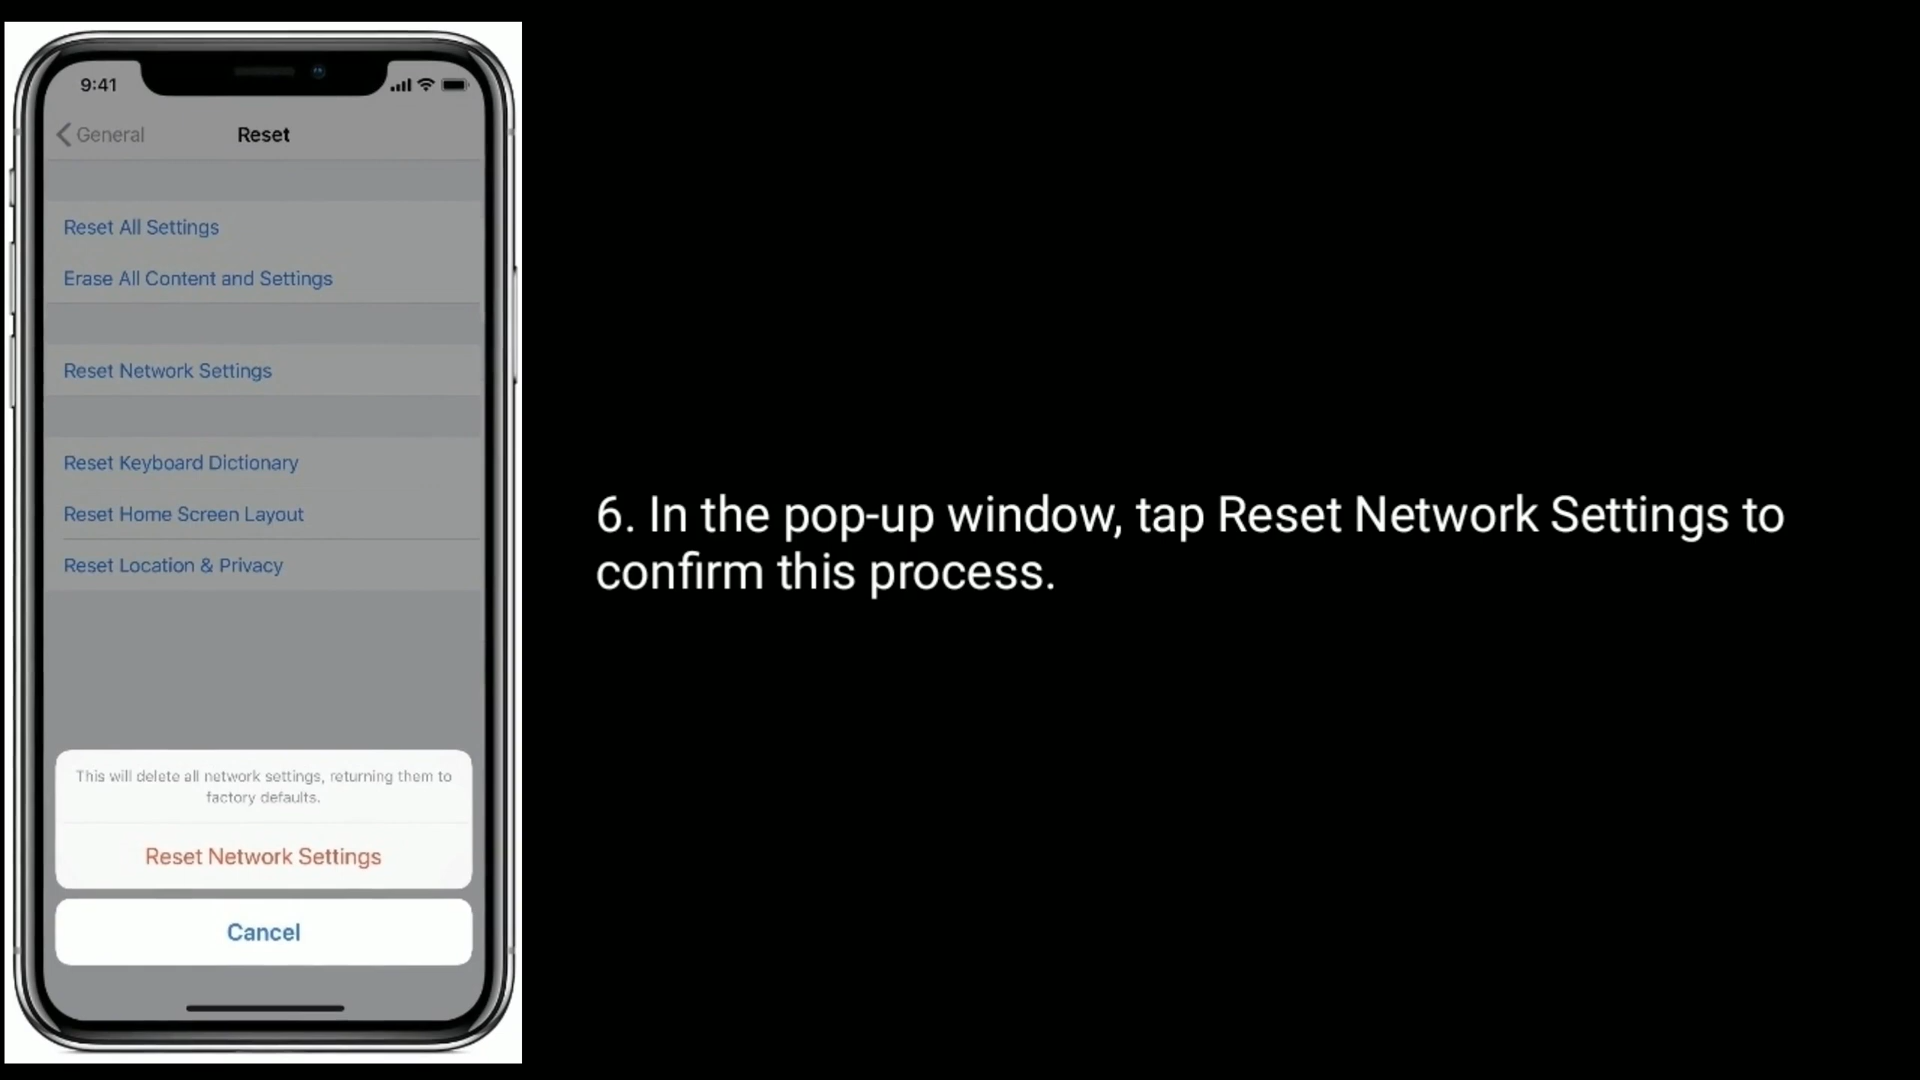 9:41
General
Reset
Reset All Settings
Erase All Content and Settings
Reset Network Settings
Reset Keyboard Dictionary
Reset Home Screen Layout
Reset Location & Privacy
This will delete all network settings, returning them to
factory defaults.
Reset Network Settings
Cancel
6. In the pop-up window, tap Reset Network Settings to
confirm this process.